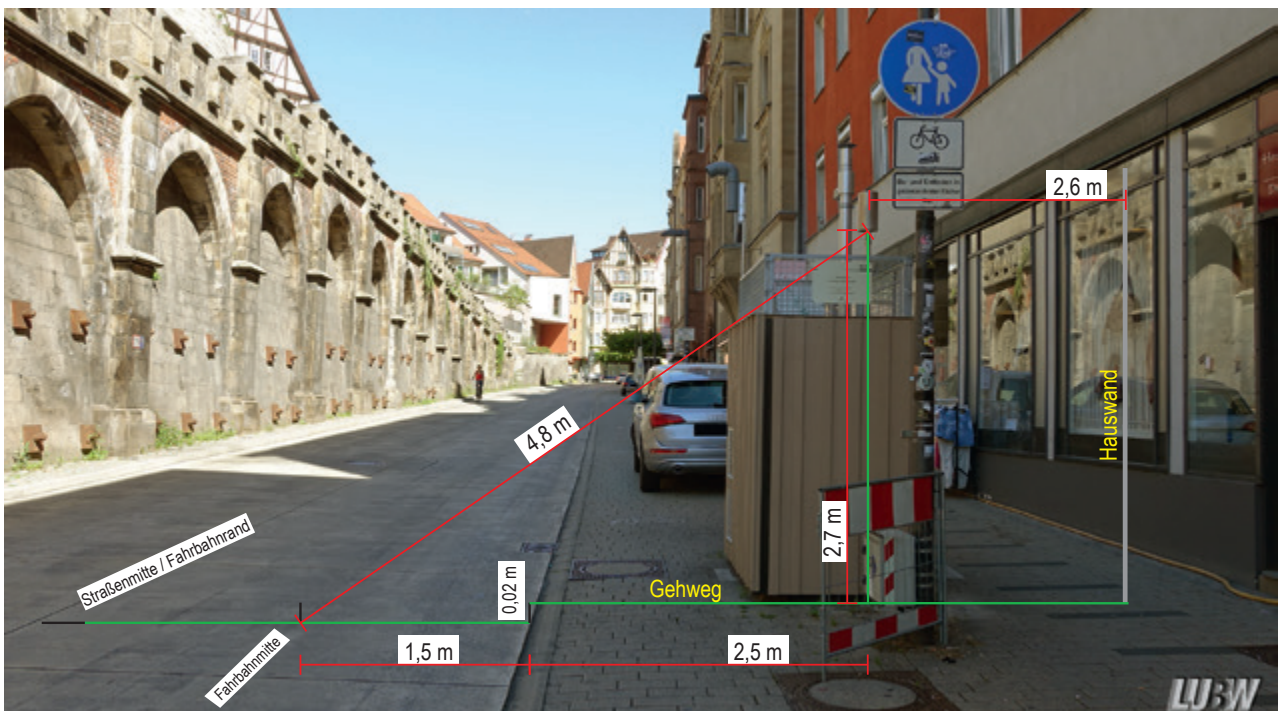 2,6 m
4,8 m
Hauswand
2,7 m
Straßenmitte / Fahrbahnrand
0,02 m
Gehweg
Fahrbahnmitte
1,5 m
2,5 m
LUBW